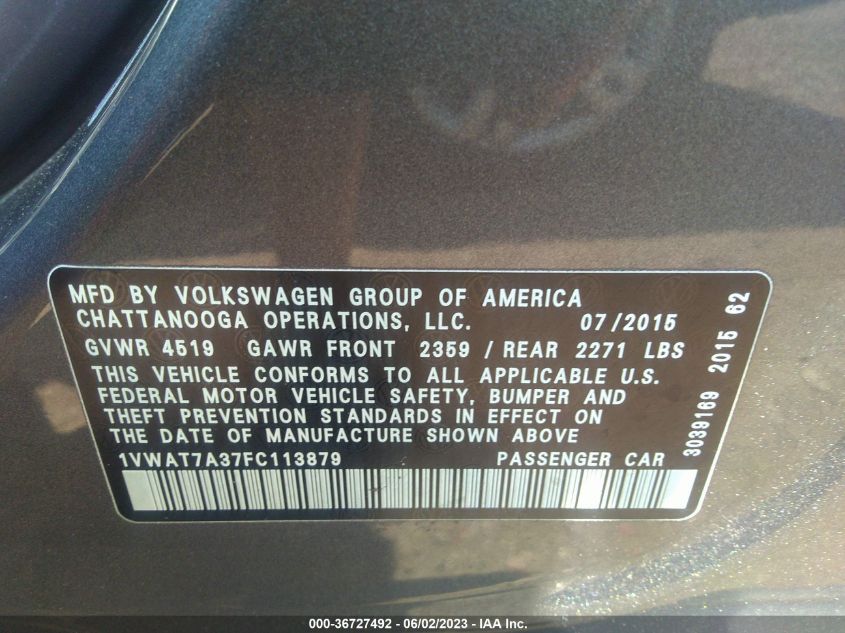 MFD BY VOLKSWAGEN GROUP OF AMERICA
CHATTANOOGA OPERATIONS, LLC. 07/2015
GVWR 4519 GAWR FRONT 2359 / REAR 2271 LBS
THIS VEHICLE CONFORMS TO ALL APPLICABLE U.S.
FEDERAL MOTOR VEHICLE SAFETY, BUMPER AND
THEFT PREVENTION STANDARDS IN EFFECT ON
THE DATE OF MANUFACTURE SHOWN ABOVE
1VWAT7A37FC113879 PASSENGER CAR
3039169 2015 62
000-36727492 - 06/02/2023 - IAA Inc.